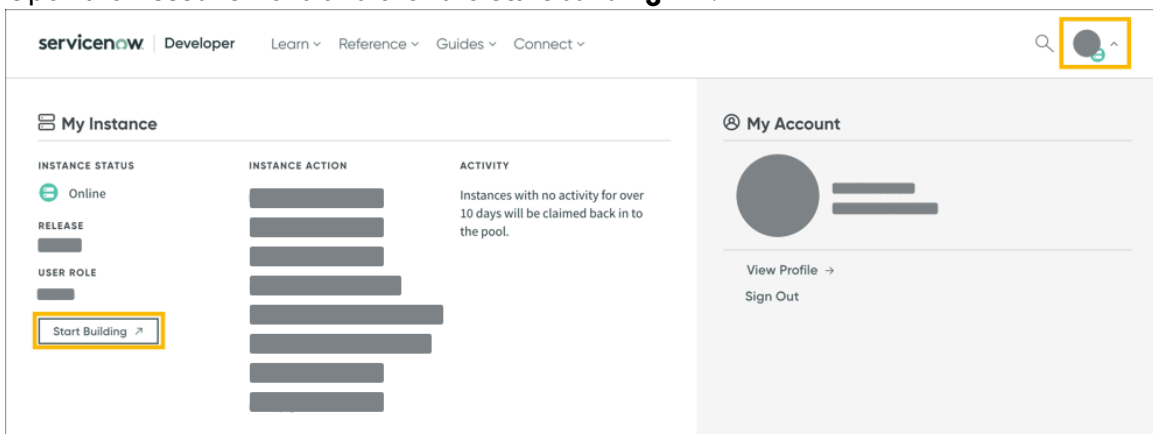 servicenow Developer Learn Reference Guides Connect
My Instance
INSTANCE STATUS
Online
RELEASE
USER ROLE
Start Building ↗
INSTANCE ACTION
ACTIVITY
Instances with no activity for over
10 days will be claimed back in to
the pool.
My Account
View Profile →
Sign Out